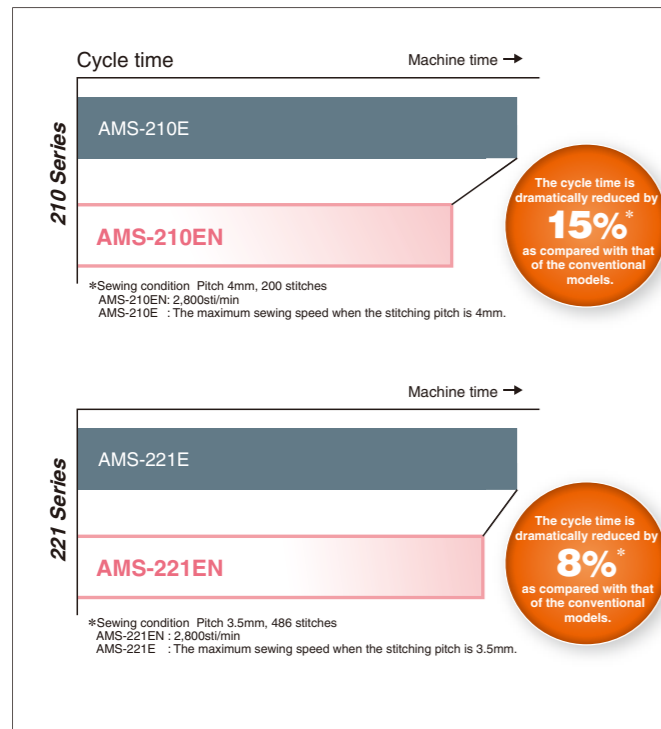 Cycle time
Machine time →
210 Series
AMS-210E
AMS-210EN
The cycle time is
dramatically reduced by
15%*
as compared with that
of the conventional
models.
*Sewing condition  Pitch 4mm, 200 stitches
AMS-210EN: 2,800sti/min
AMS-210E : The maximum sewing speed when the stitching pitch is 4mm.
Machine time →
221 Series
AMS-221E
AMS-221EN
The cycle time is
dramatically reduced by
8%*
as compared with that
of the conventional
models.
*Sewing condition  Pitch 3.5mm, 486 stitches
AMS-221EN : 2,800sti/min
AMS-221E : The maximum sewing speed when the stitching pitch is 3.5mm.